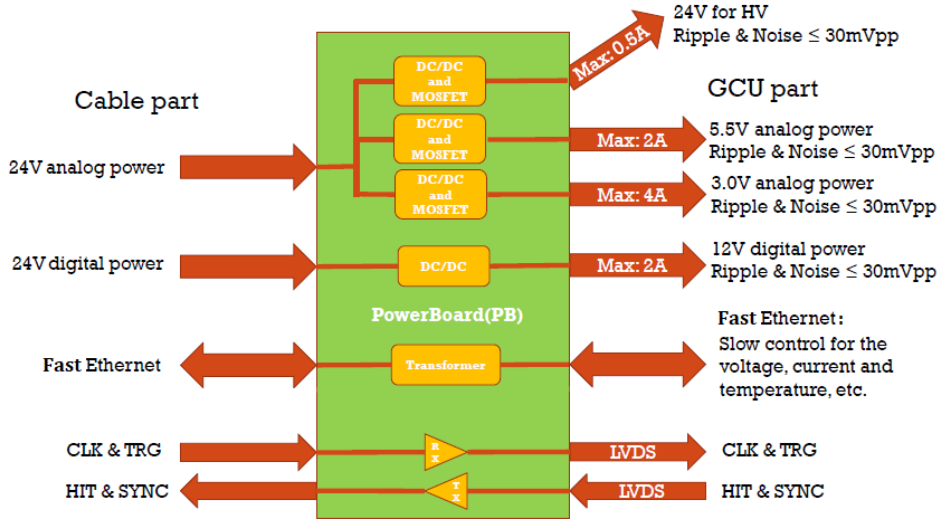 24V for HV
Ripple & Noise ≤ 30mVpp
Max: 0.5A
Cable part
GCU part
DC/DC
and
MOSFET
DC/DC
and
MOSFET
Max: 2A
5.5V analog power
Ripple & Noise ≤ 30mVpp
24V analog power
DC/DC
and
MOSFET
Max: 4A
3.0V analog power
Ripple & Noise ≤ 30mVpp
24V digital power
DC/DC
Max: 2A
12V digital power
Ripple & Noise ≤ 30mVpp
PowerBoard(PB)
Fast Ethernet
Transformer
Fast Ethernet:
Slow control for the
voltage, current and
temperature, etc.
CLK & TRG
R
X
LVDS
CLK & TRG
HIT & SYNC
T
X
LVDS
HIT & SYNC